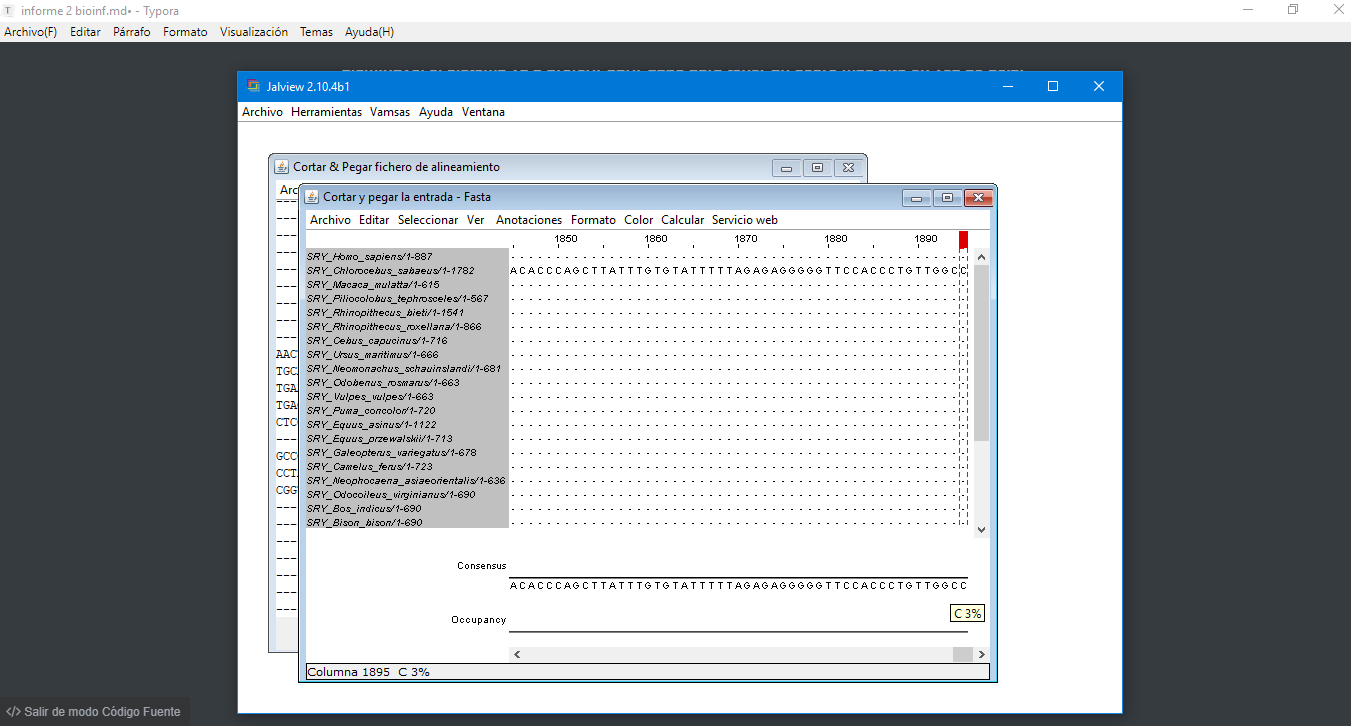 informe 2 bioinf.md• - Typora
Archivo(F) Editar Párrafo Formato Visualización Temas Ayuda(H)
Jalview 2.10.4b1
Archivo Herramientas Vamsas Ayuda Ventana
Cortar & Pegar fichero de alineamiento
Arc
Cortar y pegar la entrada - Fasta
Archivo Editar Seleccionar Ver Anotaciones Formato Color Calcular Servicio web
1850 1860 1870 1880 1890
SRY_Homo_sapiens/1-887
SRY_Chlorocebus_sabaeus/1-1782 ACACCCAGCTTATTTGTGTATTTTTAGAGAGGGGGTTCCACCCTGTTGGCC
SRY_Macaca_mulatta/1-615
SRY_Piliocolobus_tephrosceles/1-567
SRY_Rhinopithecus_bieti/1-1541
SRY_Rhinopithecus_roxellana/1-866
SRY_Cebus_capucinus/1-716
AAC
SRY_Ursus_maritimus/1-666
TGC
SRY_Neomonachus_schauinslandi/1-681
TGA
SRY_Odobenus_rosmarus/1-663
SRY_Vulpes_vulpes/1-663
TGA
SRY_Puma_concolor/1-720
CTC
SRY_Equus_asinus/1-1122
SRY_Equus_przewalskii/1-713
GCC
SRY_Galeopterus_variegatus/1-678
SRY_Camelus_ferus/1-723
CCT
SRY_Neophocaena_asiaeorientalis/1-636
CGG
SRY_Odocoileus_virginianus/1-690
SRY_Bos_indicus/1-690
SRY_Bison_bison/1-690
Consensus
ACACCCAGCTTATTTGTGTATTTTTAGAGAGGGGGTTCCACCCTGTTGGCC
C 3%
Occupancy
Columna 1895 C 3%
</> Salir de modo Código Fuente